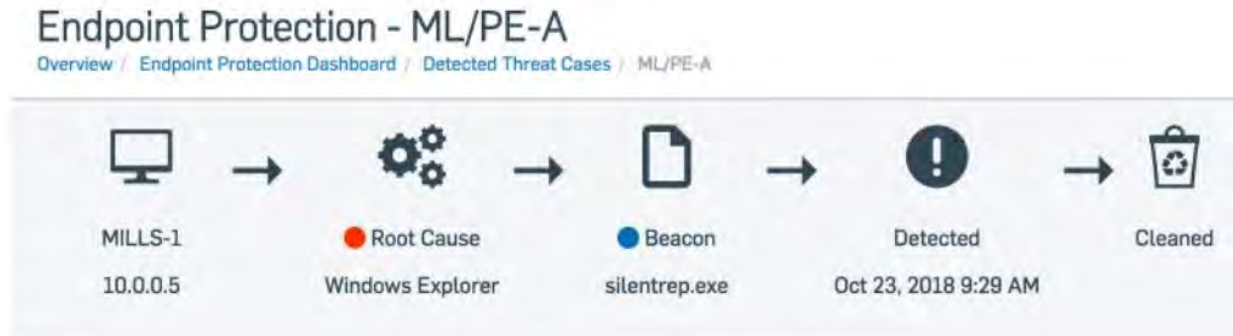 Endpoint Protection - ML/PE-A
Overview / Endpoint Protection Dashboard / Detected Threat Cases / ML/PE-A
MILLS-1
10.0.0.5
Root Cause
Windows Explorer
Beacon
silentrep.exe
Detected
Oct 23, 2018 9:29 AM
Cleaned